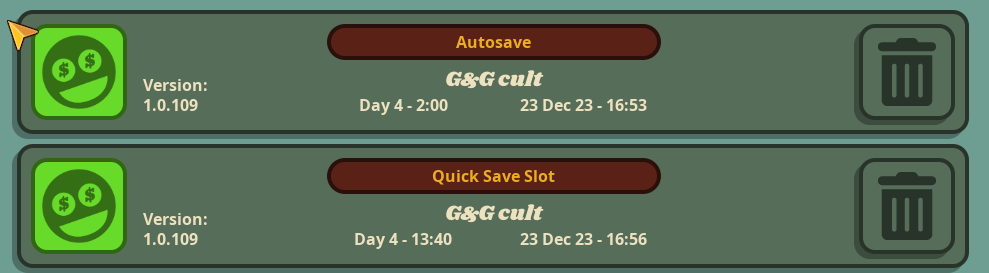 Autosave
G&G cult
Version:
1.0.109
Day 4 - 2:00
23 Dec 23 - 16:53
Quick Save Slot
G&G cult
Version:
1.0.109
Day 4 - 13:40
23 Dec 23 - 16:56